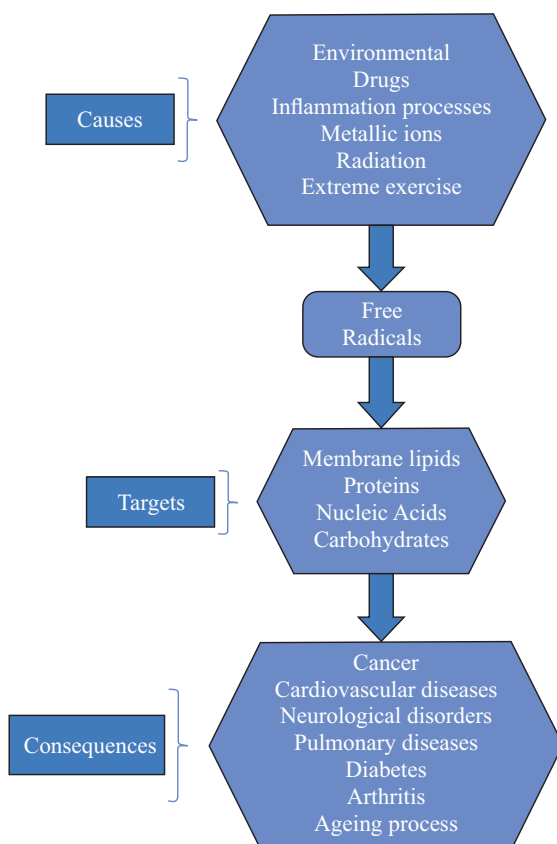 Causes
Environmental
Drugs
Inflammation processes
Metallic ions
Radiation
Extreme exercise
Free
Radicals
Targets
Membrane lipids
Proteins
Nucleic Acids
Carbohydrates
Consequences
Cancer
Cardiovascular diseases
Neurological disorders
Pulmonary diseases
Diabetes
Arthritis
Ageing process